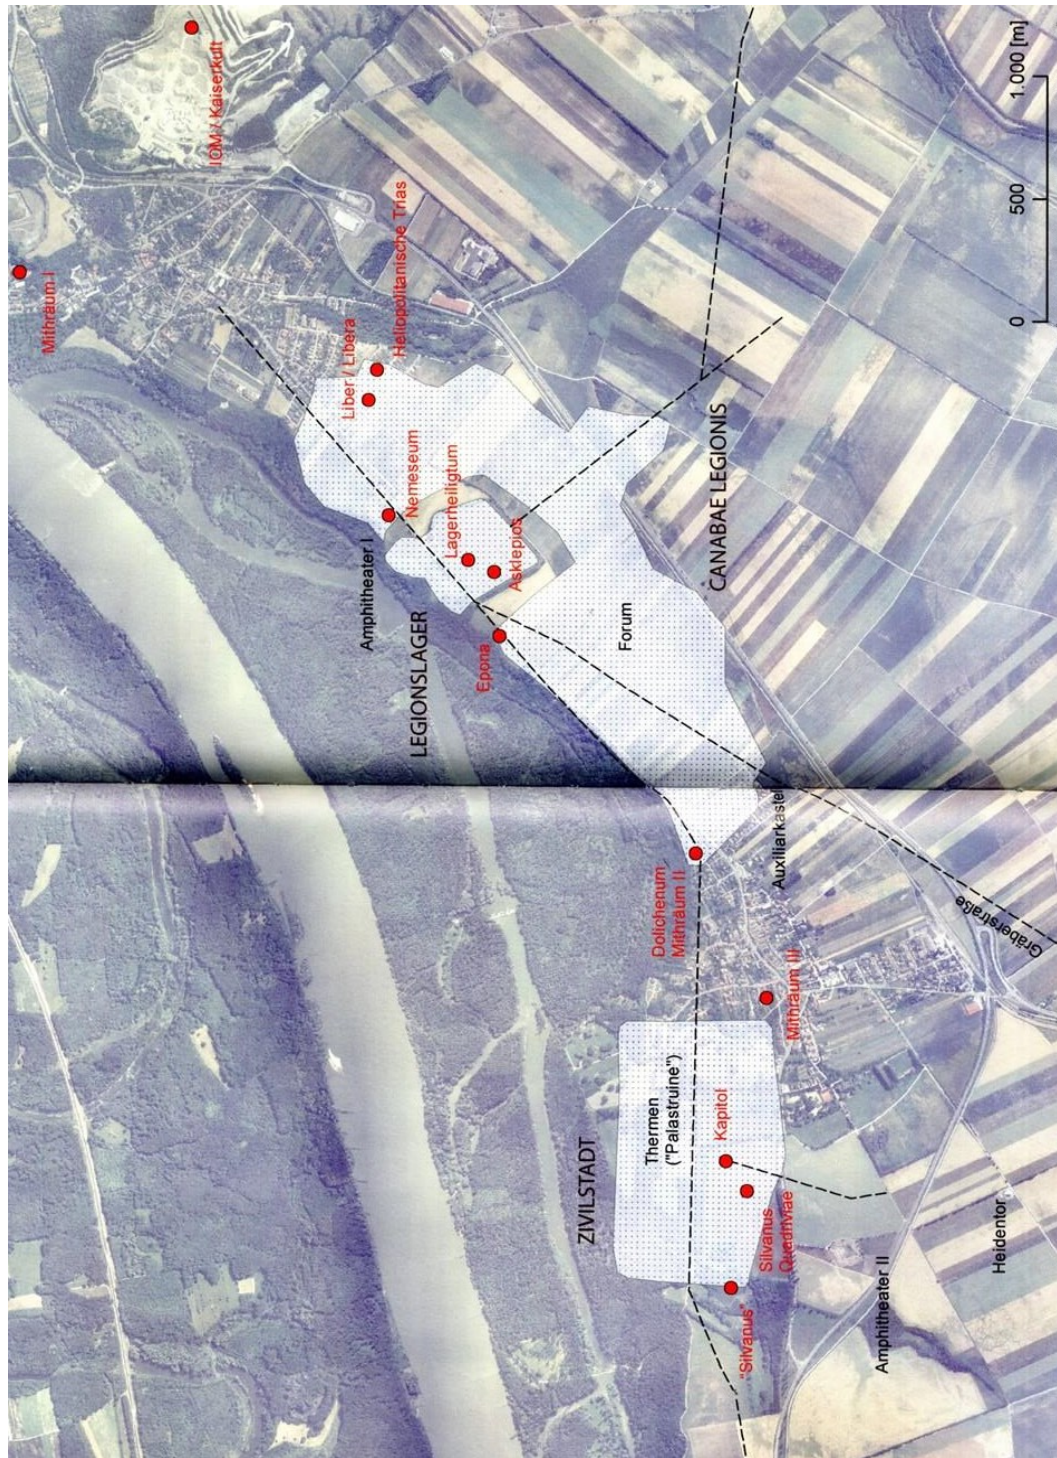 IOM / Kaiserkult
Mithräum I
Heliopolitanische Trias
Liber / Libera
Nemeseum
Lagerheiligtum
Asklepios
Amphitheater I
LEGIONSLAGER
Epona
Forum
CANABAE LEGIONIS
0 500 1.000 [m]
Dolichenum
Mithräum II
Auxiliarkastell
Gräberstraße
Mithräum III
ZIVILSTADT
Thermen
("Palastruine")
Kapitol
Silvanus
Quadriviae
"Silvanus"
Amphitheater II
Heidentor